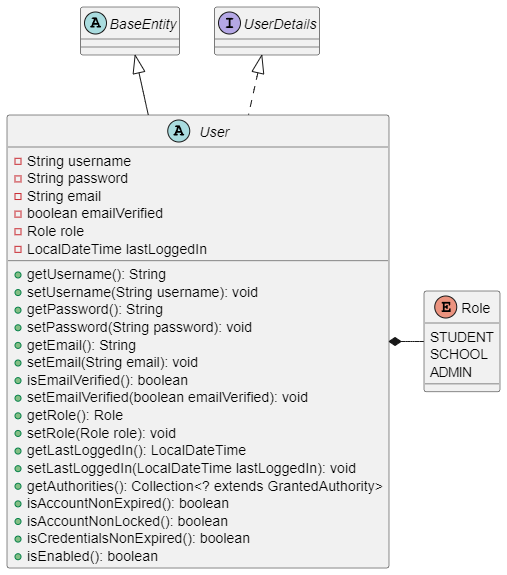 A BaseEntity
I UserDetails
A User
String username
String password
String email
boolean emailVerified
Role role
LocalDateTime lastLoggedIn
getUsername(): String
setUsername(String username): void
getPassword(): String
setPassword(String password): void
getEmail(): String
setEmail(String email): void
isEmailVerified(): boolean
setEmailVerified(boolean emailVerified): void
getRole(): Role
setRole(Role role): void
getLastLoggedIn(): LocalDateTime
setLastLoggedIn(LocalDateTime lastLoggedIn): void
getAuthorities(): Collection<? extends GrantedAuthority>
isAccountNonExpired(): boolean
isAccountNonLocked(): boolean
isCredentialsNonExpired(): boolean
isEnabled(): boolean
E Role
STUDENT
SCHOOL
ADMIN